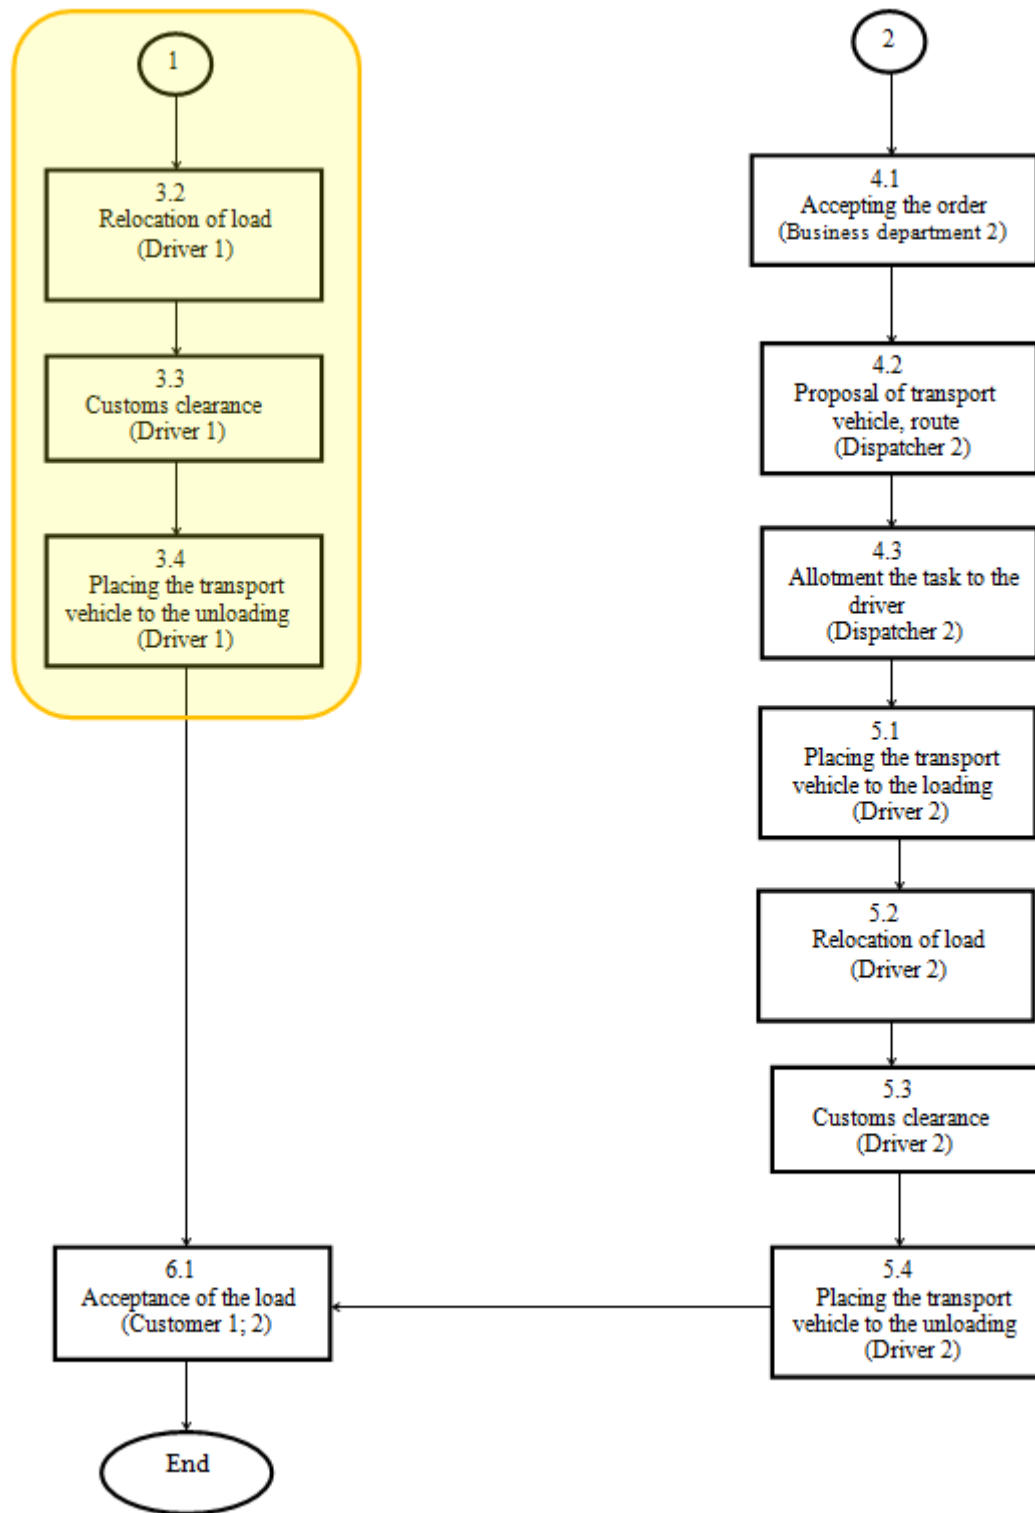 1
3.2
Relocation of load
(Driver 1)
3.3
Customs clearance
(Driver 1)
3.4
Placing the transport
vehicle to the unloading
(Driver 1)
2
4.1
Accepting the order
(Business department 2)
4.2
Proposal of transport
vehicle, route
(Dispatcher 2)
4.3
Allotment the task to the
driver
(Dispatcher 2)
5.1
Placing the transport
vehicle to the loading
(Driver 2)
5.2
Relocation of load
(Driver 2)
5.3
Customs clearance
(Driver 2)
5.4
Placing the transport
vehicle to the unloading
(Driver 2)
6.1
Acceptance of the load
(Customer 1; 2)
End